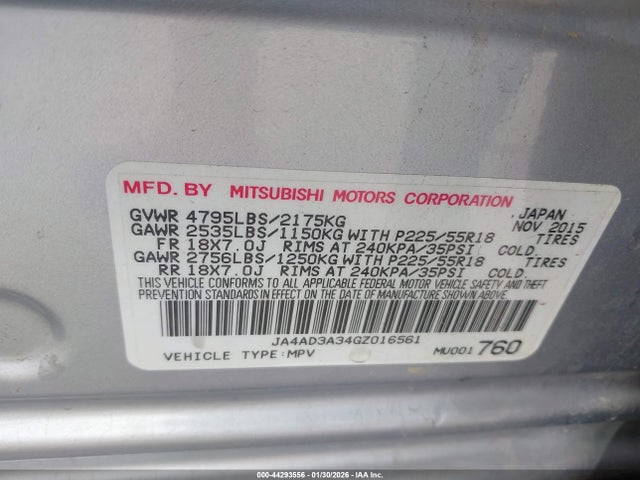 MFD. BY MITSUBISHI MOTORS CORPORATION
GVWR 4795LBS/2175KG JAPAN NOV 2015
GAWR 2535LBS/1150KG WITH P225/55R18 TIRES
FR 18X7.0J RIMS AT 240KPA/35PSI COLD.
GAWR 2756LBS/1250KG WITH P225/55R18 TIRES
RR 18X7.0J RIMS AT 240KPA/35PSI COLD.
THIS VEHICLE CONFORMS TO ALL APPLICABLE FEDERAL MOTOR VEHICLE SAFETY AND THEFT
PREVENTION STANDARDS IN EFFECT ON THE DATE OF MANUFACTURE SHOWN ABOVE.
JA4AD3A34GZ016561
VEHICLE TYPE:MPV MU001 760
000-44293556 - 01/30/2026 - IAAI.com